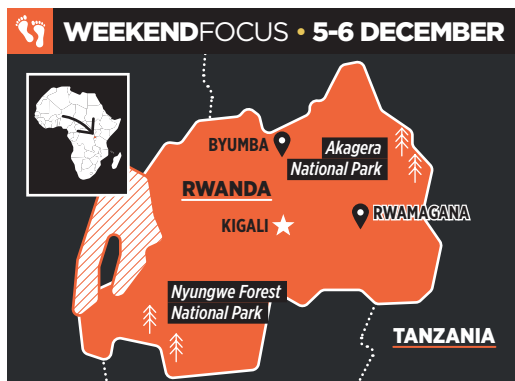 WEEKENDFOCUS • 5-6 DECEMBER
BYUMBA
Akagera
National Park
RWANDA
RWAMAGANA
KIGALI
Nyungwe Forest
National Park
TANZANIA